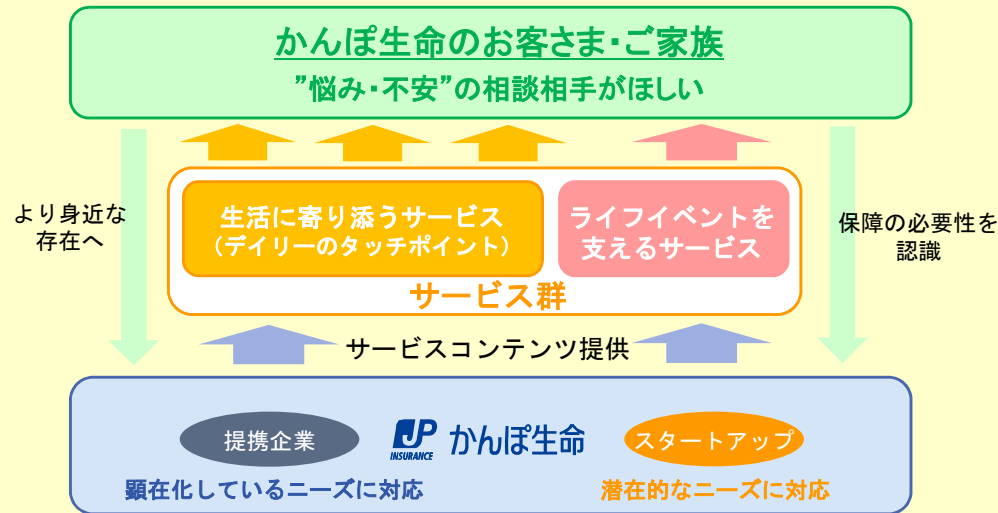 かんぽ生命のお客さま・ご家族
”悩み・不安”の相談相手がほしい
より身近な
存在へ
生活に寄り添うサービス
（デイリーのタッチポイント）
ライフイベントを
支えるサービス
サービス群
保障の必要性を
認識
サービスコンテンツ提供
提携企業
JP
INSURANCE
かんぽ生命
スタートアップ
顕在化しているニーズに対応
潜在的なニーズに対応